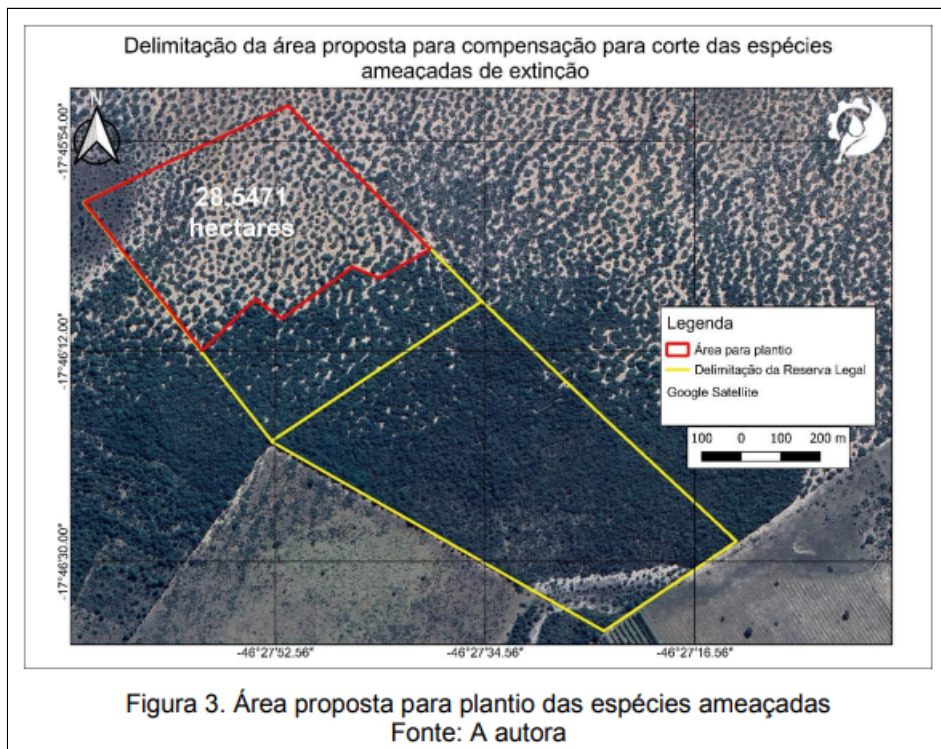 Delimitação da área proposta para compensação para corte das espécies
ameaçadas de extinção
N
-17°45'54.00"
28,5471
hectares
Legenda
Área para plantio
Delimitação da Reserva Legal
Google Satellite
-17°46'12.00"
100 0 100 200 m
-17°46'30.00"
-46°27'52.56" -46°27'34.56" -46°27'16.56"
Figura 3. Área proposta para plantio das espécies ameaçadas
Fonte: A autora